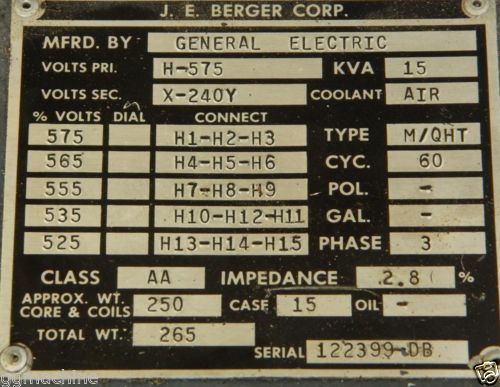 J. E. BERGER CORP.
MFRD. BY GENERAL ELECTRIC
VOLTS PRI. H-575 KVA 15
VOLTS SEC. X-240Y COOLANT AIR
% VOLTS DIAL CONNECT
575 H1-H2-H3 TYPE M/QHT
565 H4-H5-H6 CYC. 60
555 H7-H8-H9 POL. -
535 H10-H12-H11 GAL. -
525 H13-H14-H15 PHASE 3
CLASS AA IMPEDANCE 2.8 %
APPROX. WT. CORE & COILS 250 CASE 15 OIL -
TOTAL WT. 265
SERIAL 122399-DB